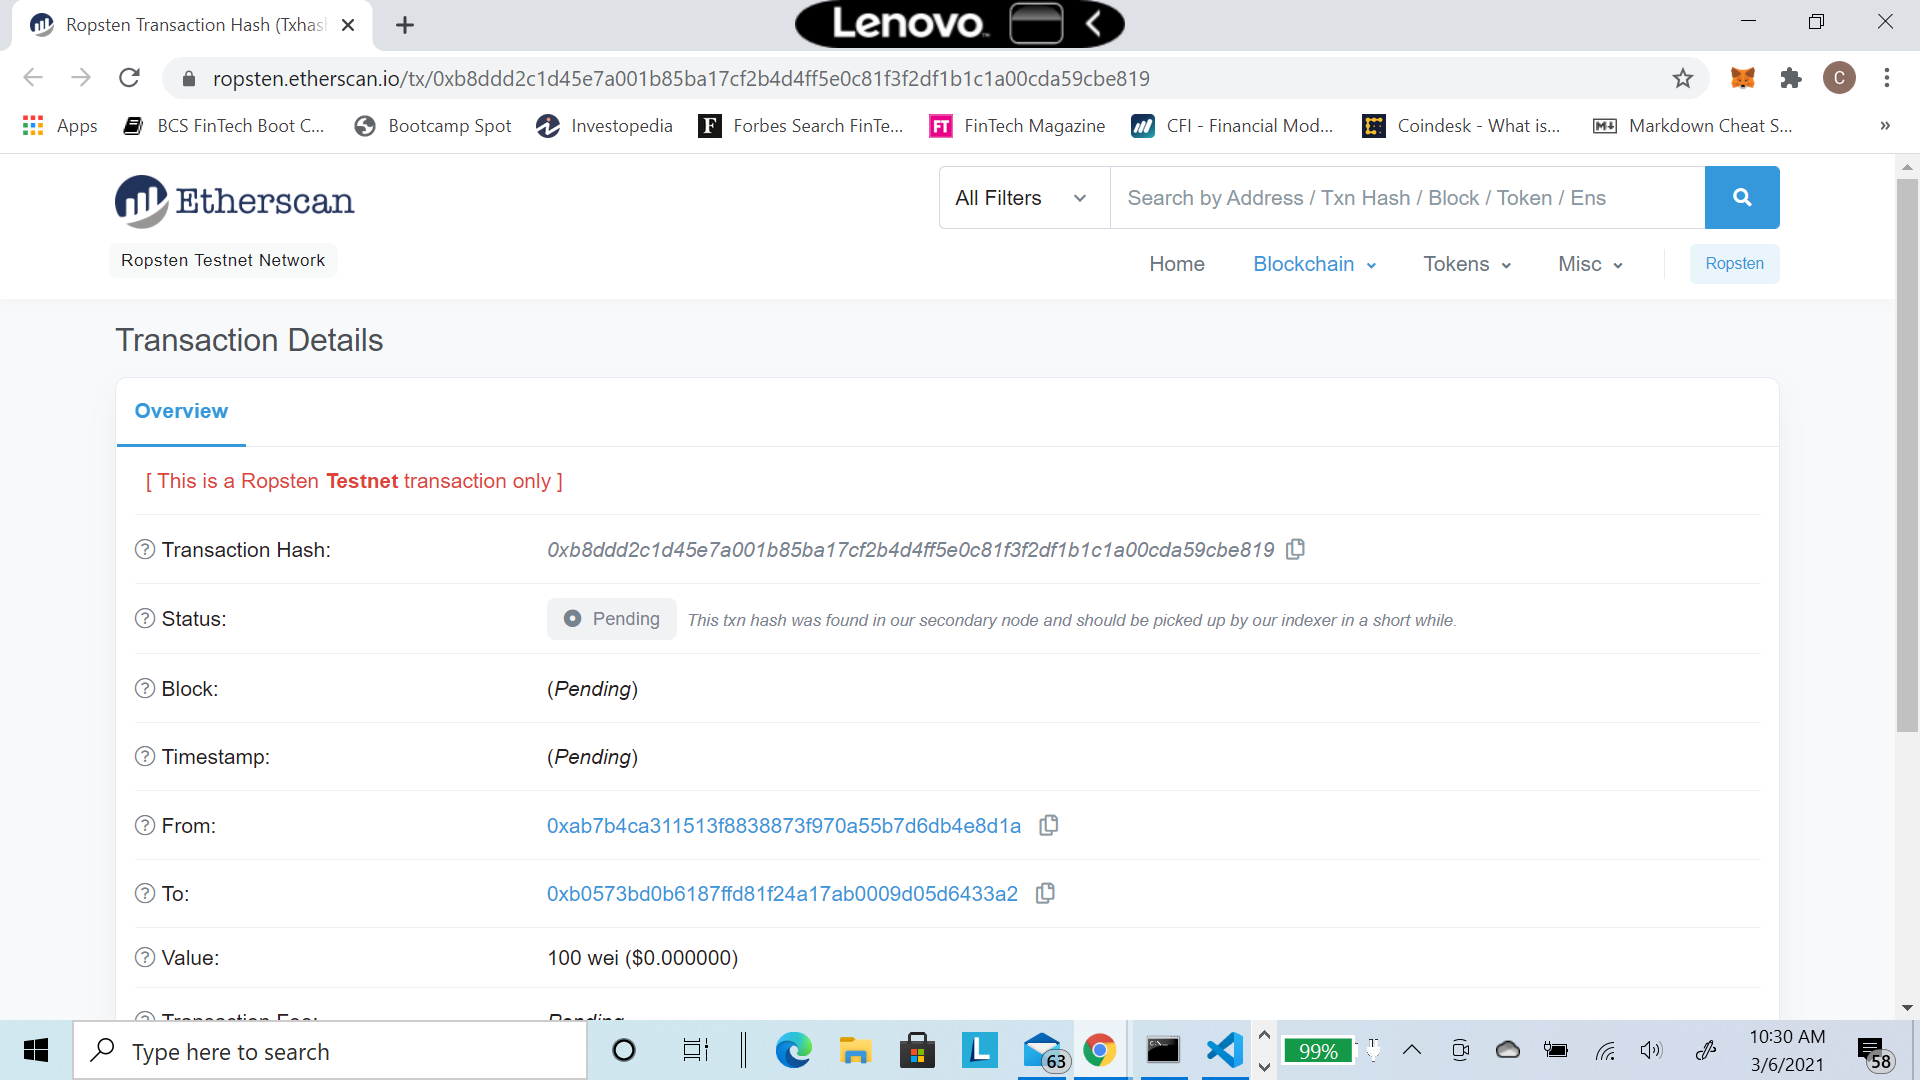 Ropsten Transaction Hash (Txhas
Lenovo
ropsten.etherscan.io/tx/0xb8ddd2c1d45e7a001b85ba17cf2b4d4ff5e0c81f3f2df1b1c1a00cda59cbe819
C
Apps
BCS FinTech Boot C...
Bootcamp Spot
Investopedia
F
Forbes Search FinTe...
FT
FinTech Magazine
CFI - Financial Mod...
Coindesk - What is...
Markdown Cheat S...
»
Etherscan
All Filters
Search by Address / Txn Hash / Block / Token / Ens
Ropsten Testnet Network
Home
Blockchain
Tokens
Misc
Ropsten
Transaction Details
Overview
[ This is a Ropsten Testnet transaction only ]
Transaction Hash:
0xb8ddd2c1d45e7a001b85ba17cf2b4d4ff5e0c81f3f2df1b1c1a00cda59cbe819
Status:
Pending
This txn hash was found in our secondary node and should be picked up by our indexer in a short while.
Block:
(Pending)
Timestamp:
(Pending)
From:
0xab7b4ca311513f8838873f970a55b7d6db4e8d1a
To:
0xb0573bd0b6187ffd81f24a17ab0009d05d6433a2
Value:
100 wei ($0.000000)
Transaction Fee:
Pending
Type here to search
L
63
99%
10:30 AM
3/6/2021
58